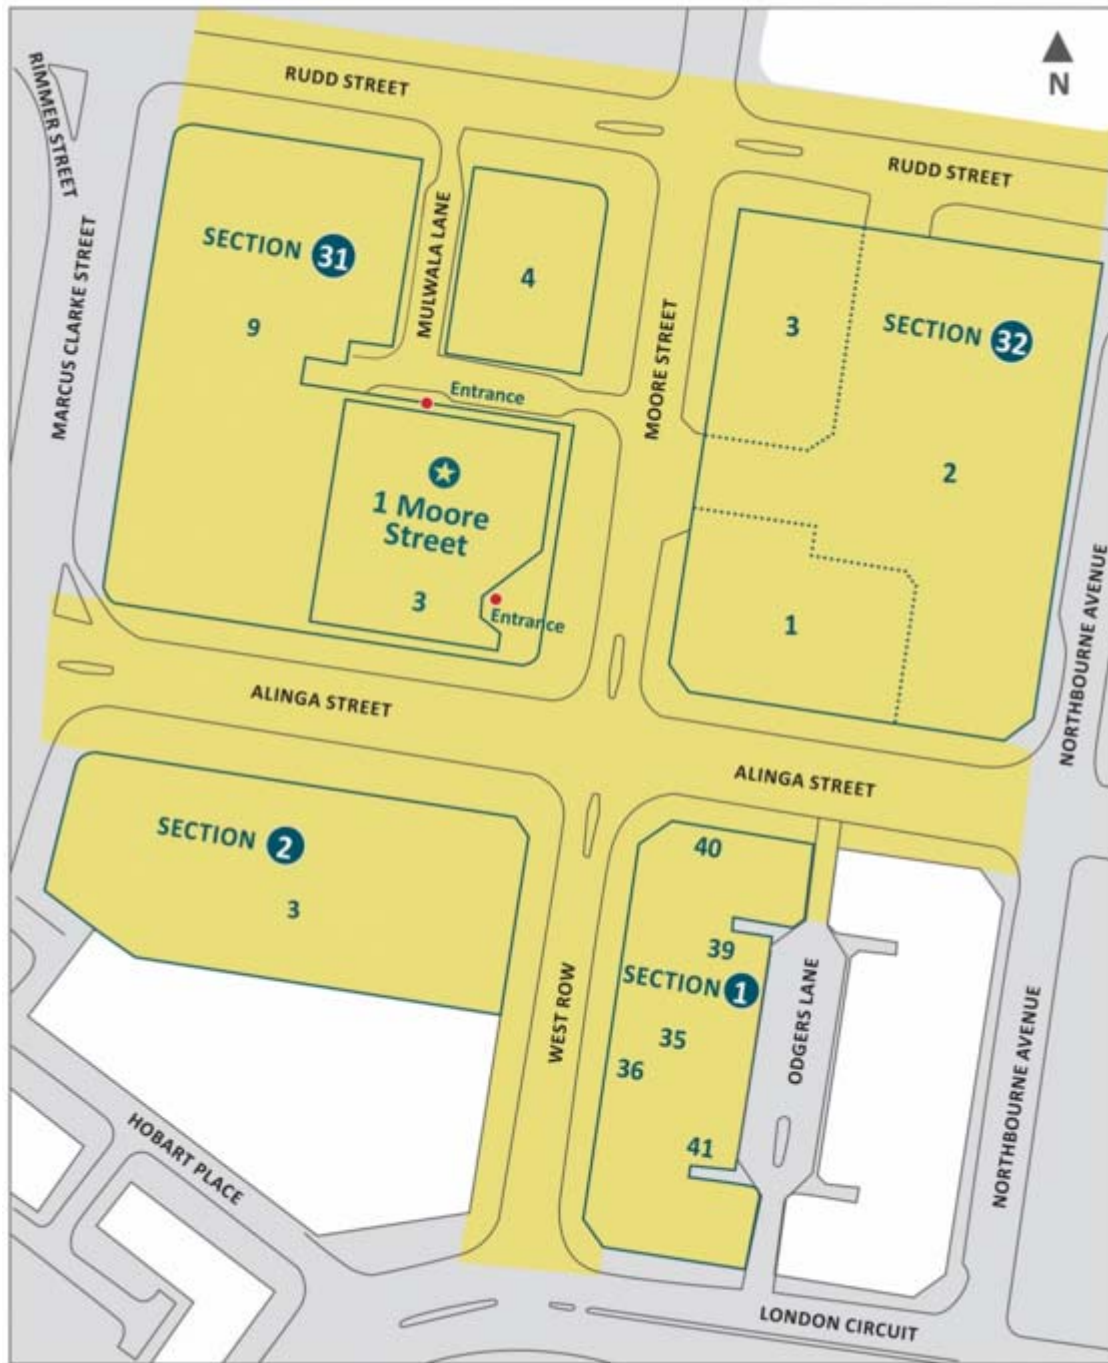 N
RIMMER STREET
RUDD STREET
RUDD STREET
MARCUS CLARKE STREET
SECTION 31
9
MULWALA LANE
4
MOORE STREET
3
SECTION 32
2
1
Entrance
1 Moore
Street
3
Entrance
NORTHBOURNE AVENUE
ALINGA STREET
ALINGA STREET
SECTION 2
3
WEST ROW
40
39
SECTION 1
35
36
41
ODGERS LANE
NORTHBOURNE AVENUE
HOBART PLACE
LONDON CIRCUIT